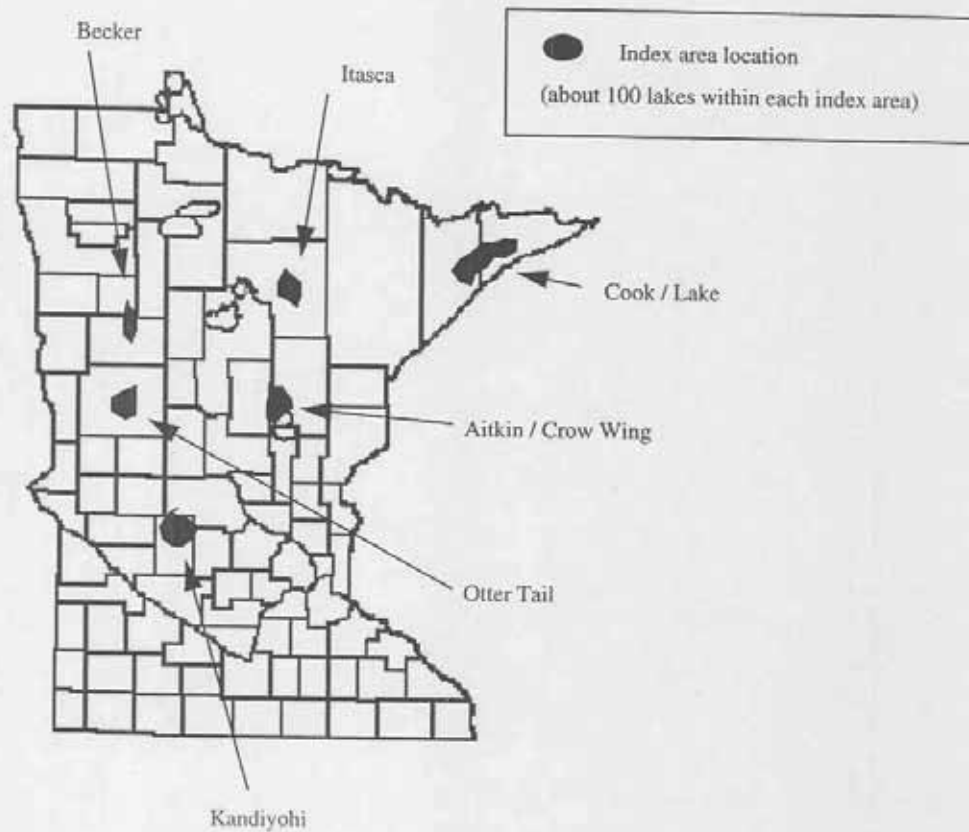 Becker
Itasca
Index area location
(about 100 lakes within each index area)
Cook / Lake
Aitkin / Crow Wing
Otter Tail
Kandiyohi